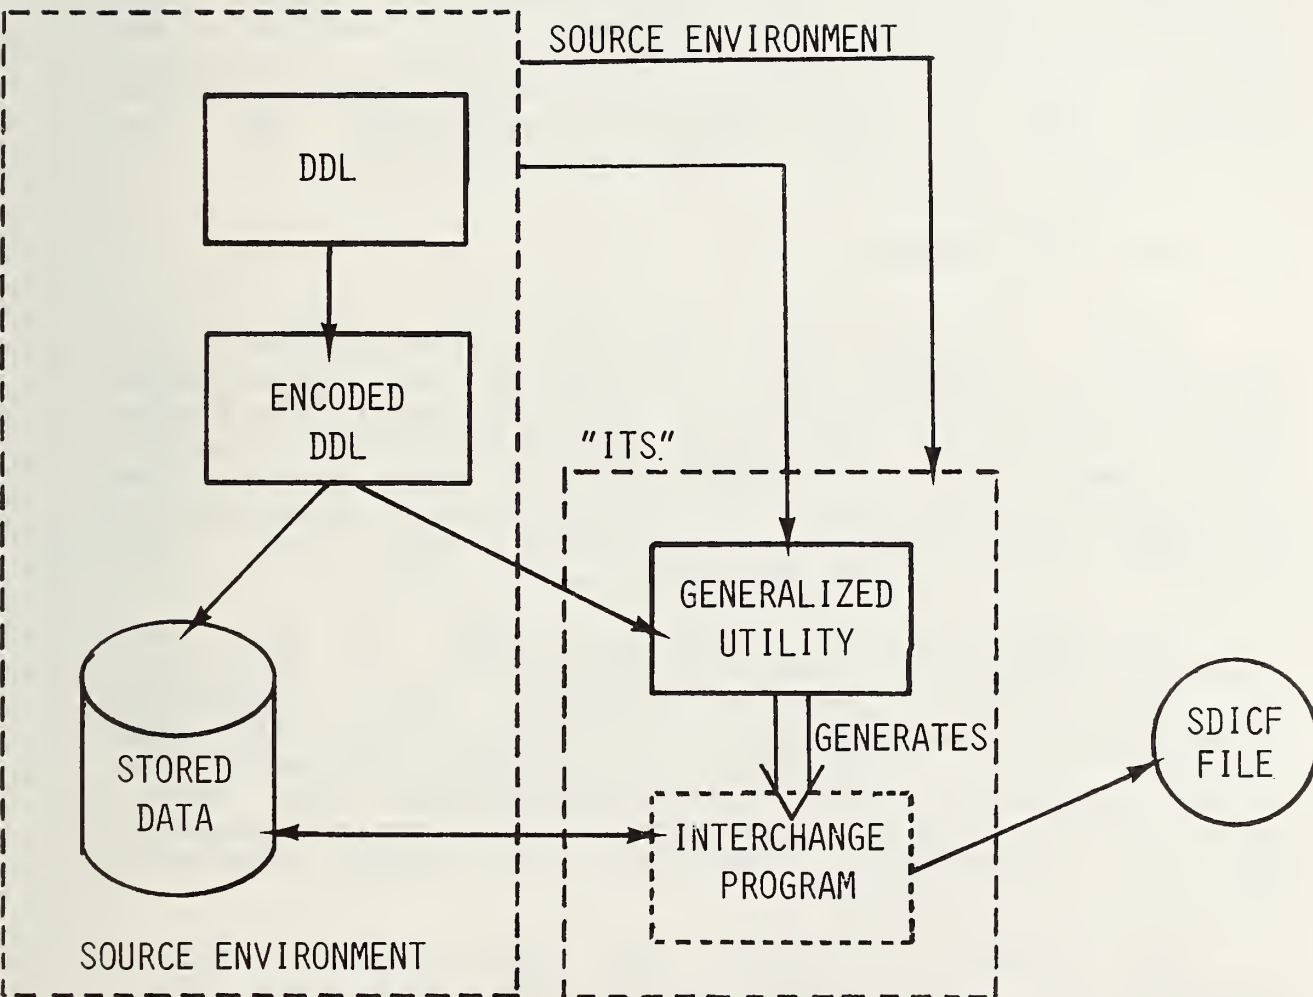 SOURCE ENVIRONMENT
DDL
ENCODED
DDL
"ITS."
GENERALIZED
UTILITY
GENERATES
SDICF
FILE
STORED
DATA
INTERCHANGE
PROGRAM
SOURCE ENVIRONMENT